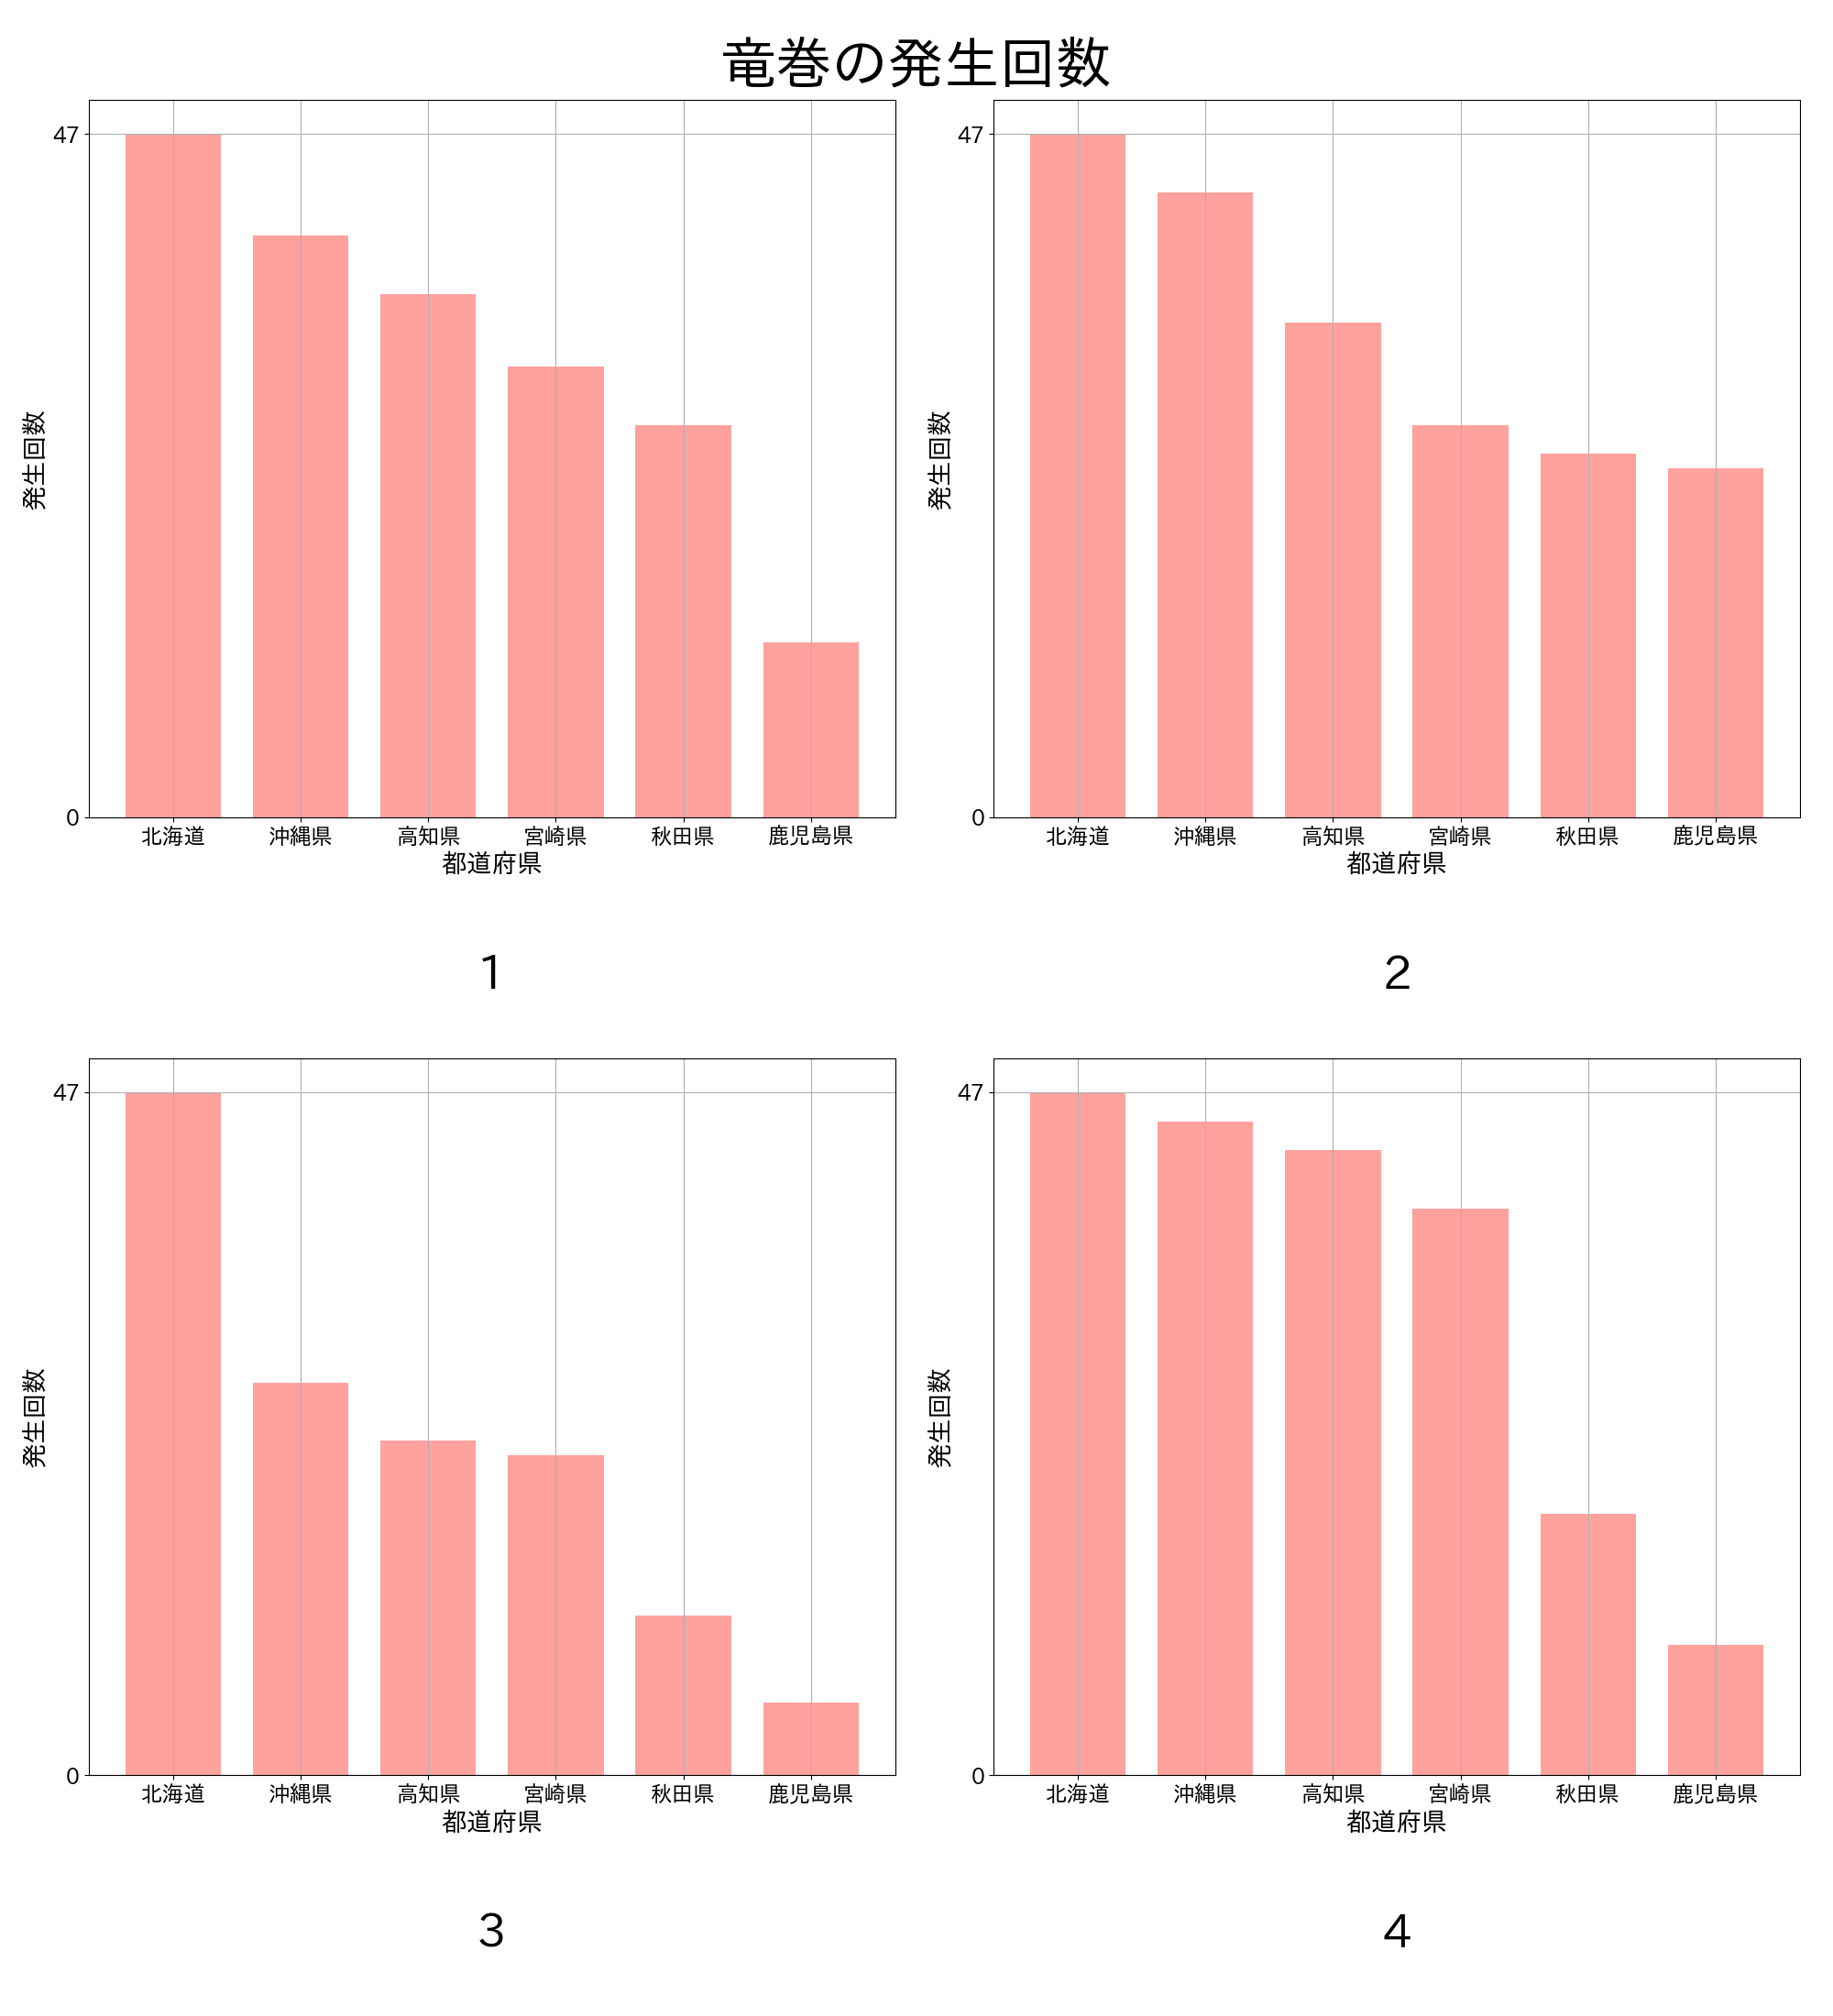 竜巻の発生回数
47
0
発生回数
北海道 沖縄県 高知県 宮崎県 秋田県 鹿児島県
都道府県
1
47
0
発生回数
北海道 沖縄県 高知県 宮崎県 秋田県 鹿児島県
都道府県
2
47
0
発生回数
北海道 沖縄県 高知県 宮崎県 秋田県 鹿児島県
都道府県
3
47
0
発生回数
北海道 沖縄県 高知県 宮崎県 秋田県 鹿児島県
都道府県
4